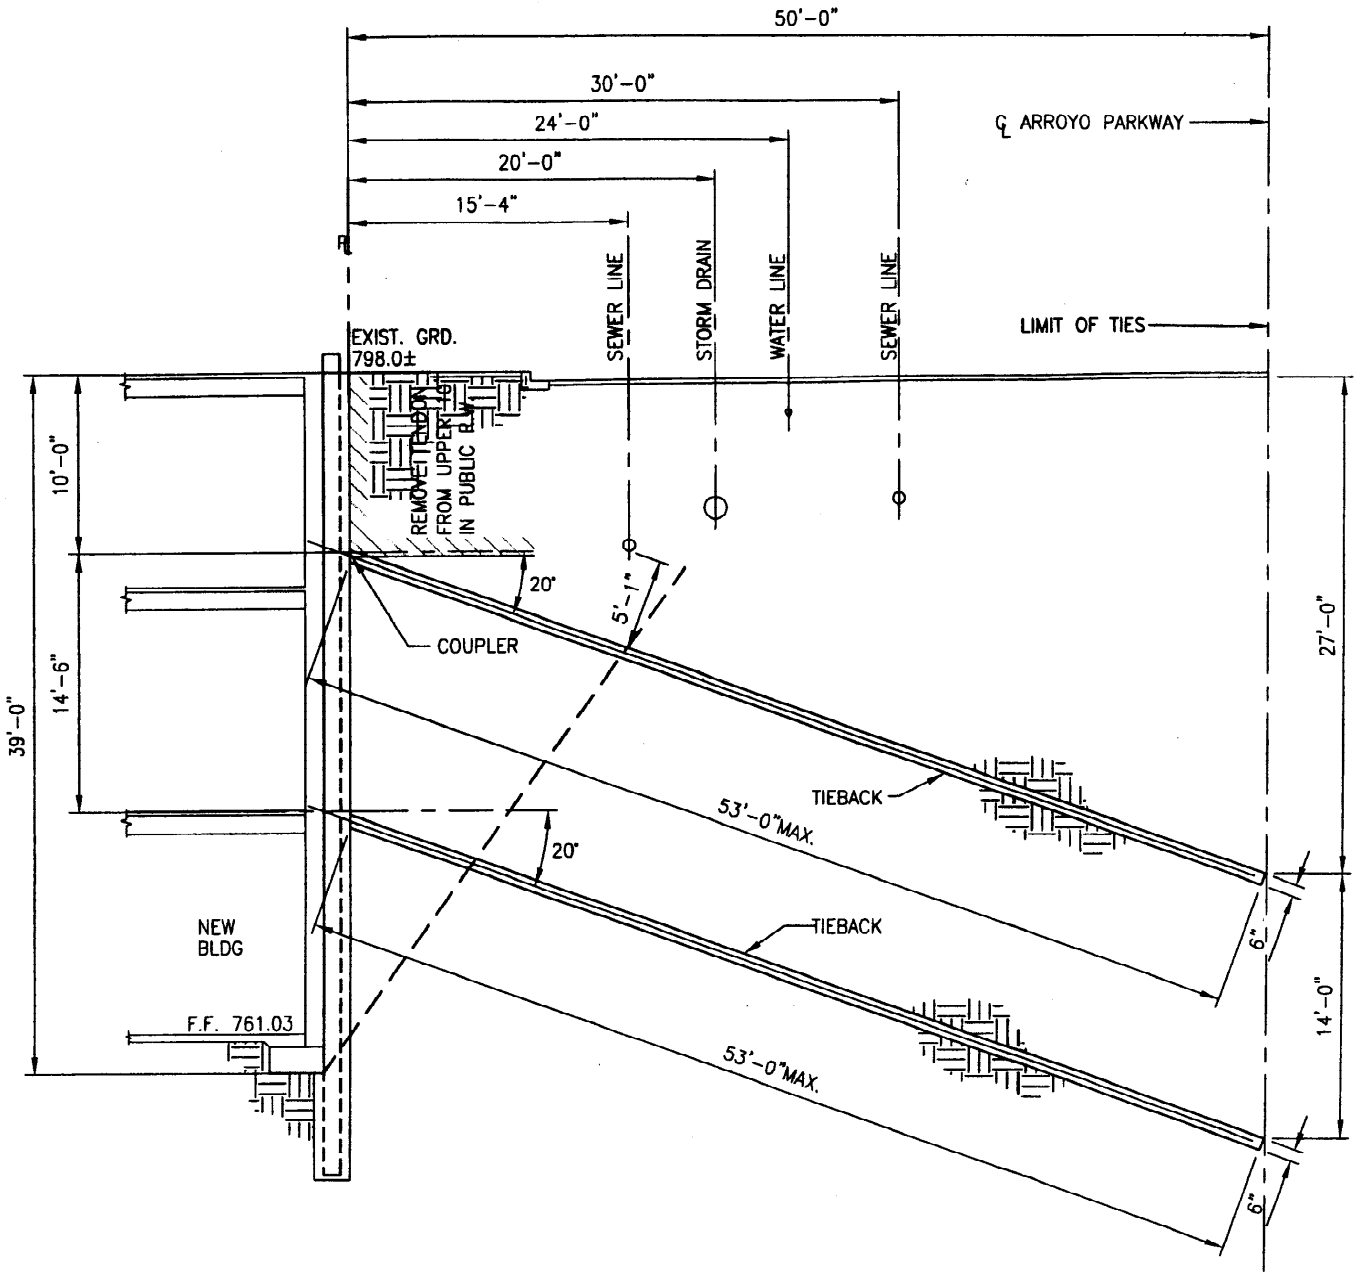 50'-0"
30'-0"
℄ ARROYO PARKWAY
24'-0"
20'-0"
15'-4"
SEWER LINE
STORM DRAIN
WATER LINE
SEWER LINE
LIMIT OF TIES
EXIST. GRD.
798.0±
REMOVE TENDON
FROM UPPER
IN PUBLIC
10'-0"
20°
5'-1"
COUPLER
27'-0"
14'-6"
39'-0"
TIEBACK
53'-0"MAX.
20°
TIEBACK
NEW
BLDG
6"
14'-0"
F.F. 761.03
53'-0"MAX.
6"